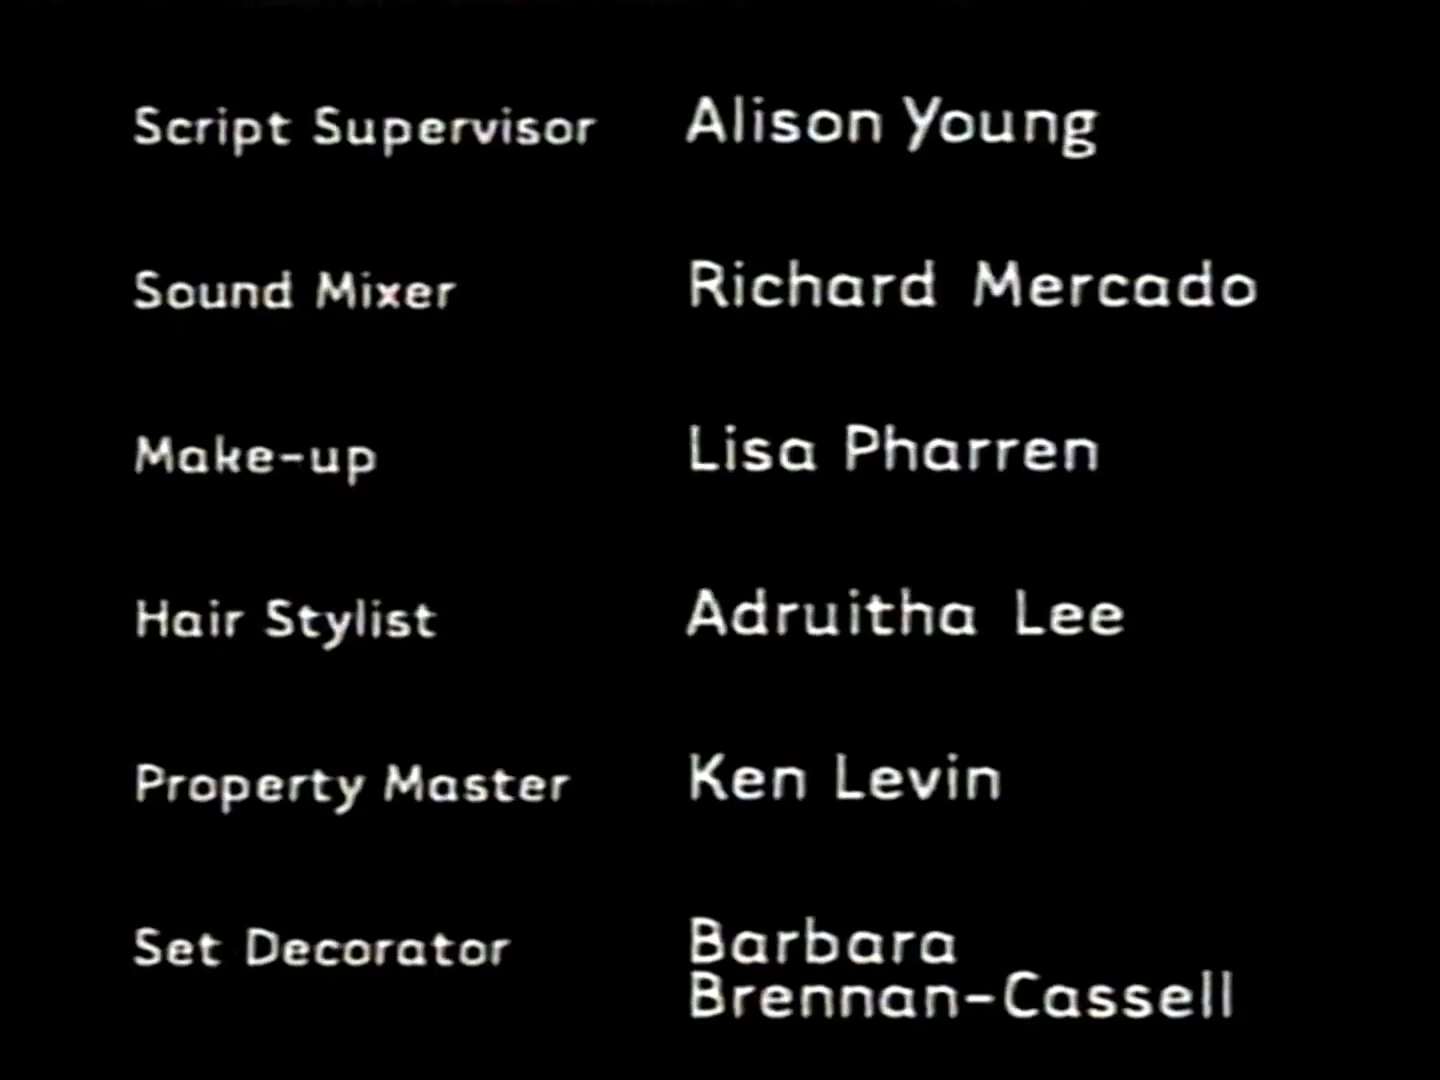 Script Supervisor Alison Young
Sound Mixer Richard Mercado
Make-up Lisa Pharren
Hair Stylist Adruitha Lee
Property Master Ken Levin
Set Decorator Barbara
Brennan-Cassell